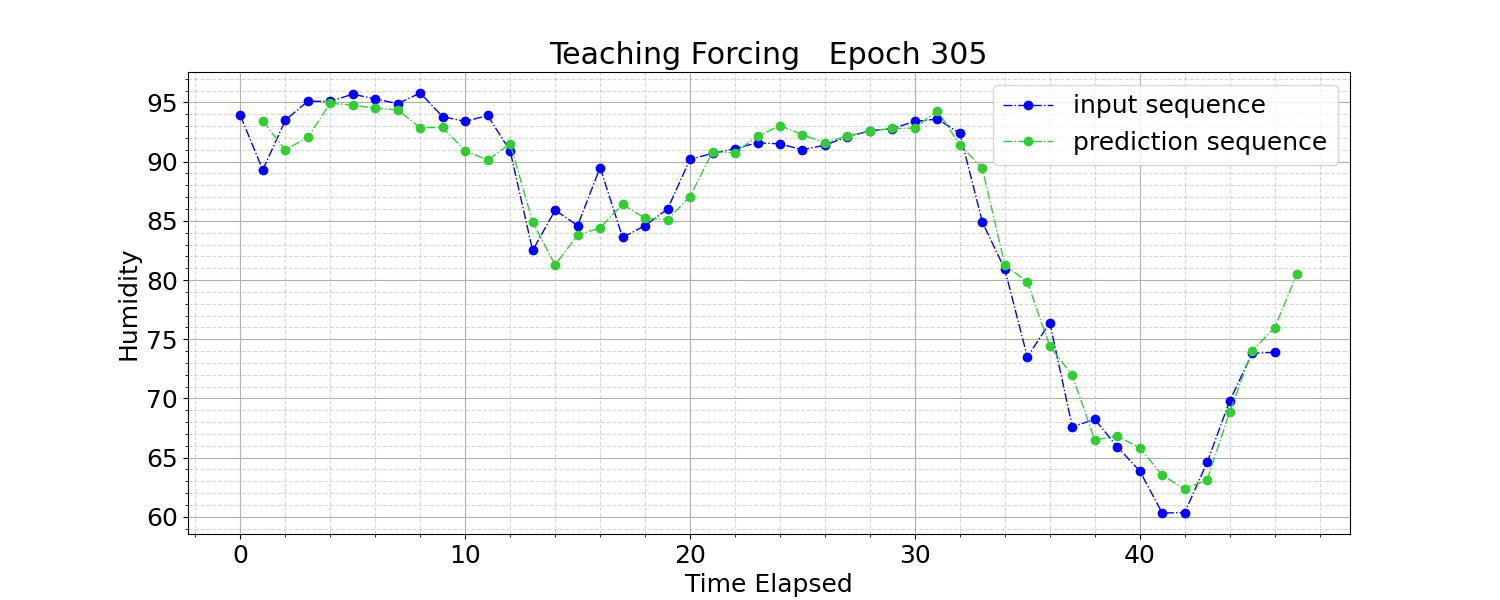 Teaching Forcing   Epoch 305
input sequence
prediction sequence
Humidity
95
90
85
80
75
70
65
60
0 10 20 30 40
Time Elapsed